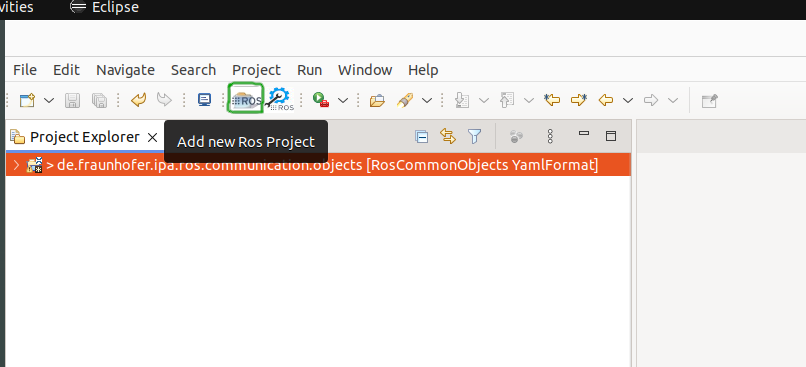 vities Eclipse
File Edit Navigate Search Project Run Window Help
ROS ROS
Project Explorer
Add new Ros Project
> de.fraunhofer.ipa.ros.communication.objects [RosCommonObjects YamlFormat]